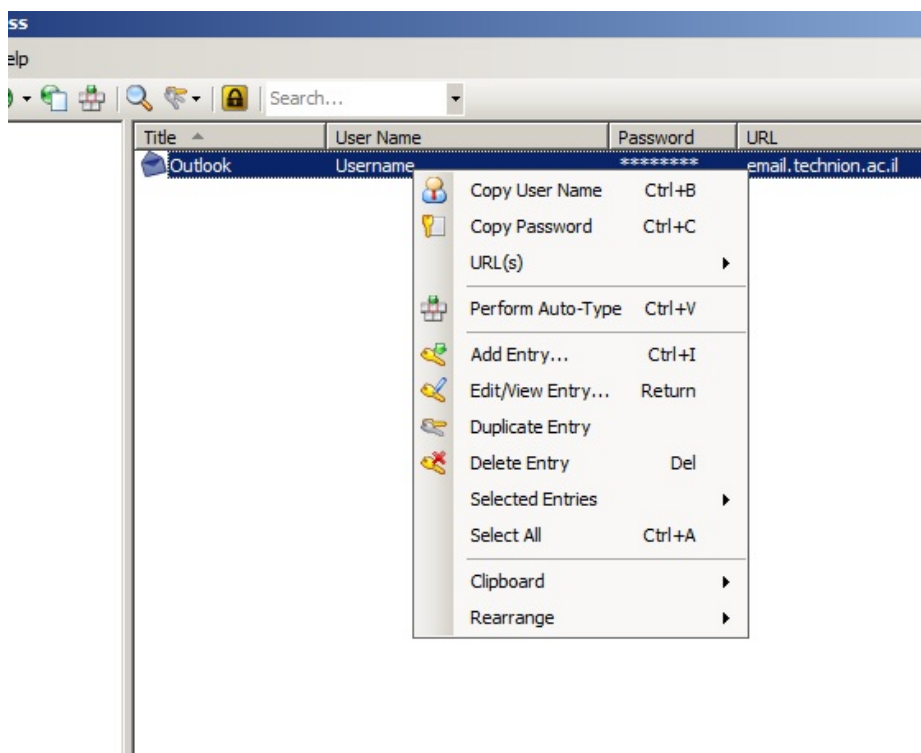 ss
elp
Search...
Title User Name Password URL
Outlook Username ******** email.technion.ac.il
Copy User Name Ctrl+B
Copy Password Ctrl+C
URL(s)
Perform Auto-Type Ctrl+V
Add Entry... Ctrl+I
Edit/View Entry... Return
Duplicate Entry
Delete Entry Del
Selected Entries
Select All Ctrl+A
Clipboard
Rearrange